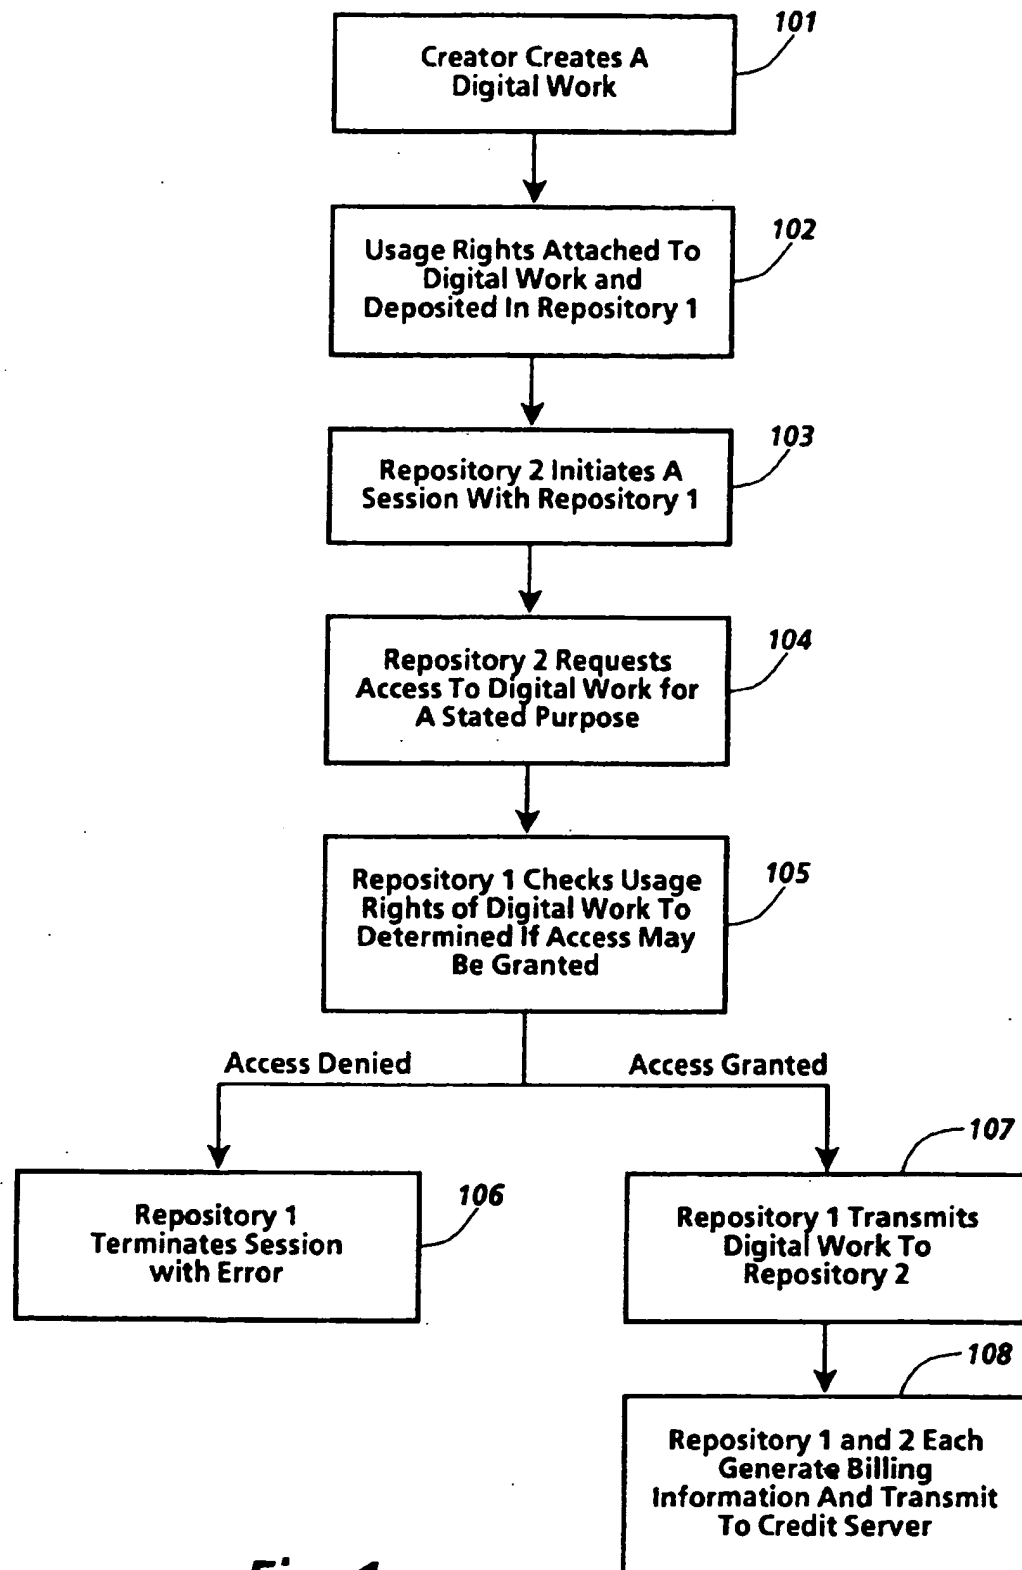 101
Creator Creates A
Digital Work
102
Usage Rights Attached To
Digital Work and
Deposited In Repository 1
103
Repository 2 Initiates A
Session With Repository 1
104
Repository 2 Requests
Access To Digital Work for
A Stated Purpose
105
Repository 1 Checks Usage
Rights of Digital Work To
Determined If Access May
Be Granted
Access Denied
Access Granted
106
Repository 1
Terminates Session
with Error
107
Repository 1 Transmits
Digital Work To
Repository 2
108
Repository 1 and 2 Each
Generate Billing
Information And Transmit
To Credit Server